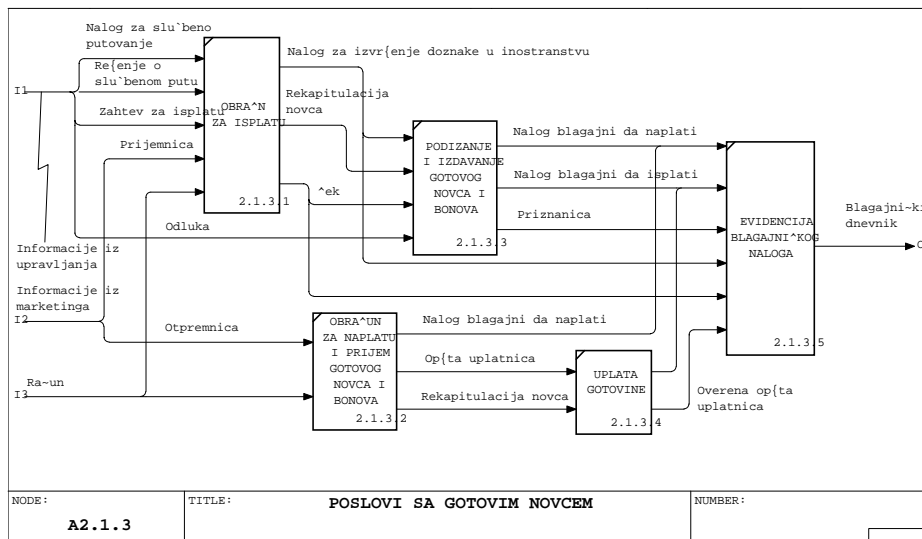 Nalog za slu`beno
putovanje
Re{enje o
slu`benom putu
I1
Zahtev za isplatu
Prijemnica
OBRA^N
ZA ISPLATU
2.1.3.1
Nalog za izvr{enje doznake u inostranstvu
Rekapitulacija
novca
^ek
Odluka
PODIZANJE
I IZDAVANJE
GOTOVOG
NOVCA I
BONOVA
2.1.3.3
Nalog blagajni da naplati
Nalog blagajni da isplati
Priznanica
EVIDENCIJA
BLAGAJNI^KOG
NALOGA
2.1.3.5
Blagajni~ki
dnevnik
Informacije iz
upravljanja
Informacije iz
marketinga
I2
Otpremnica
OBRA^UN
ZA NAPLATU
I PRIJEM
GOTOVOG
NOVCA I
BONOVA
2.1.3.2
Nalog blagajni da naplati
Op{ta uplatnica
Rekapitulacija novca
UPLATA
GOTOVINE
2.1.3.4
Overena op{ta
uplatnica
Ra~un
I3
NODE:
A2.1.3
TITLE:
POSLOVI SA GOTOVIM NOVCEM
NUMBER: